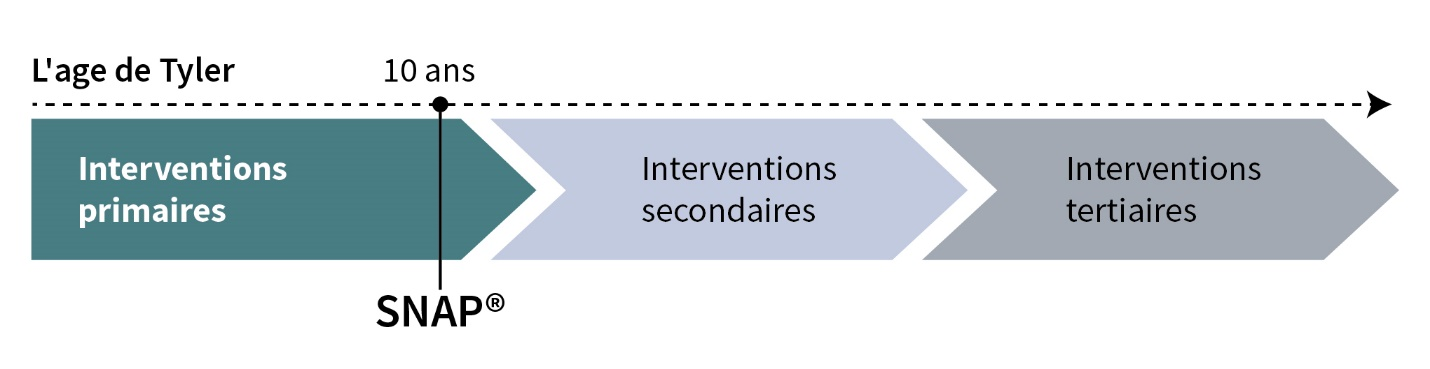 L'age de Tyler
10 ans
Interventions
primaires
Interventions
secondaires
Interventions
tertiaires
SNAP®